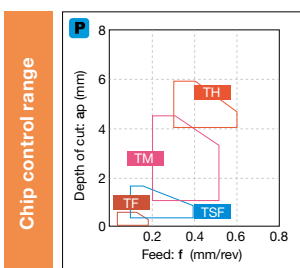 Chip control range
P
Depth of cut: ap (mm)
8
6
4
2
0
TH
TM
TF
TSF
0.2 0.4 0.6 0.8
Feed: f (mm/rev)